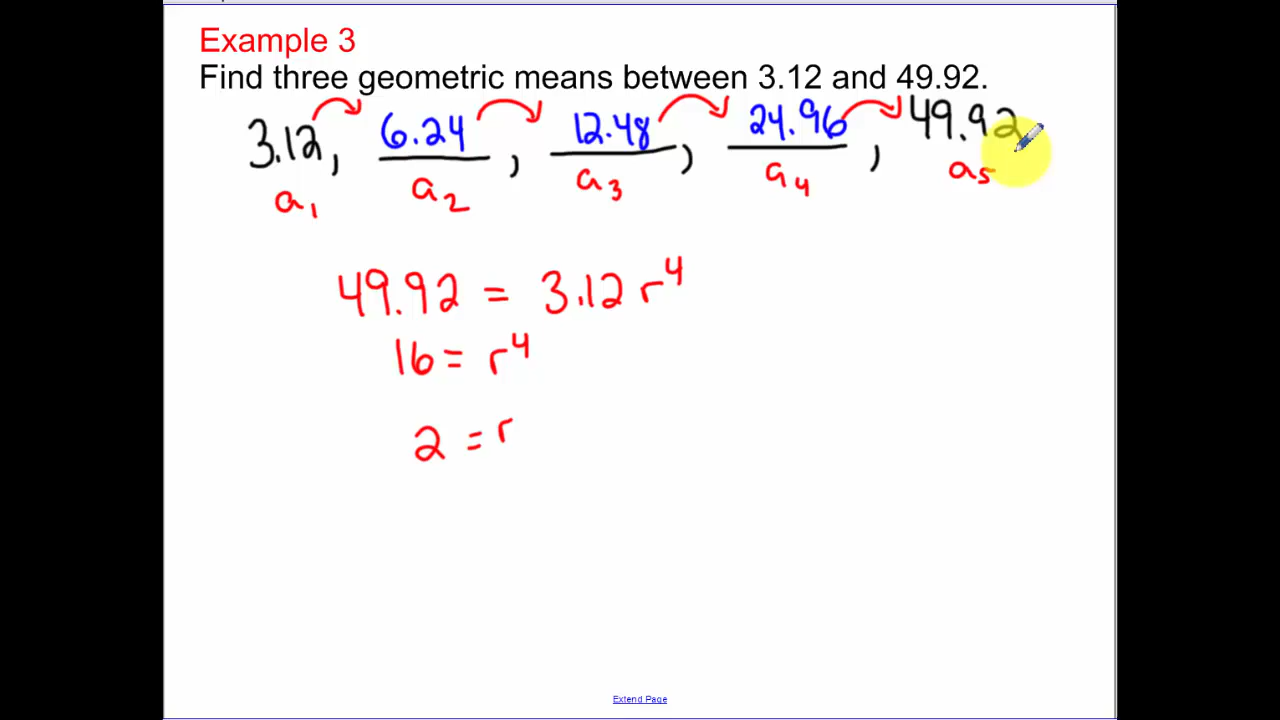 Example 3
Find three geometric means between 3.12 and 49.92.
3.12, 6.24, 12.48, 24.96, 49.92
a₁ a₂ a₃ a₄ a₅
49.92 = 3.12 r⁴
16 = r⁴
2 = r
Extend Page